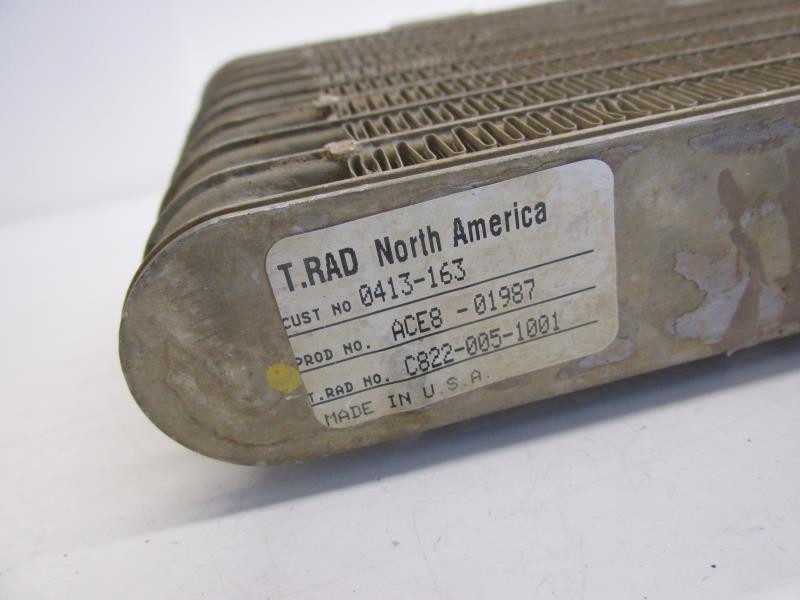 T.RAD North America
CUST NO 0413-163
PROD NO. ACE8 -01987
T.RAD NO. C822-005-1001
MADE IN U.S.A.